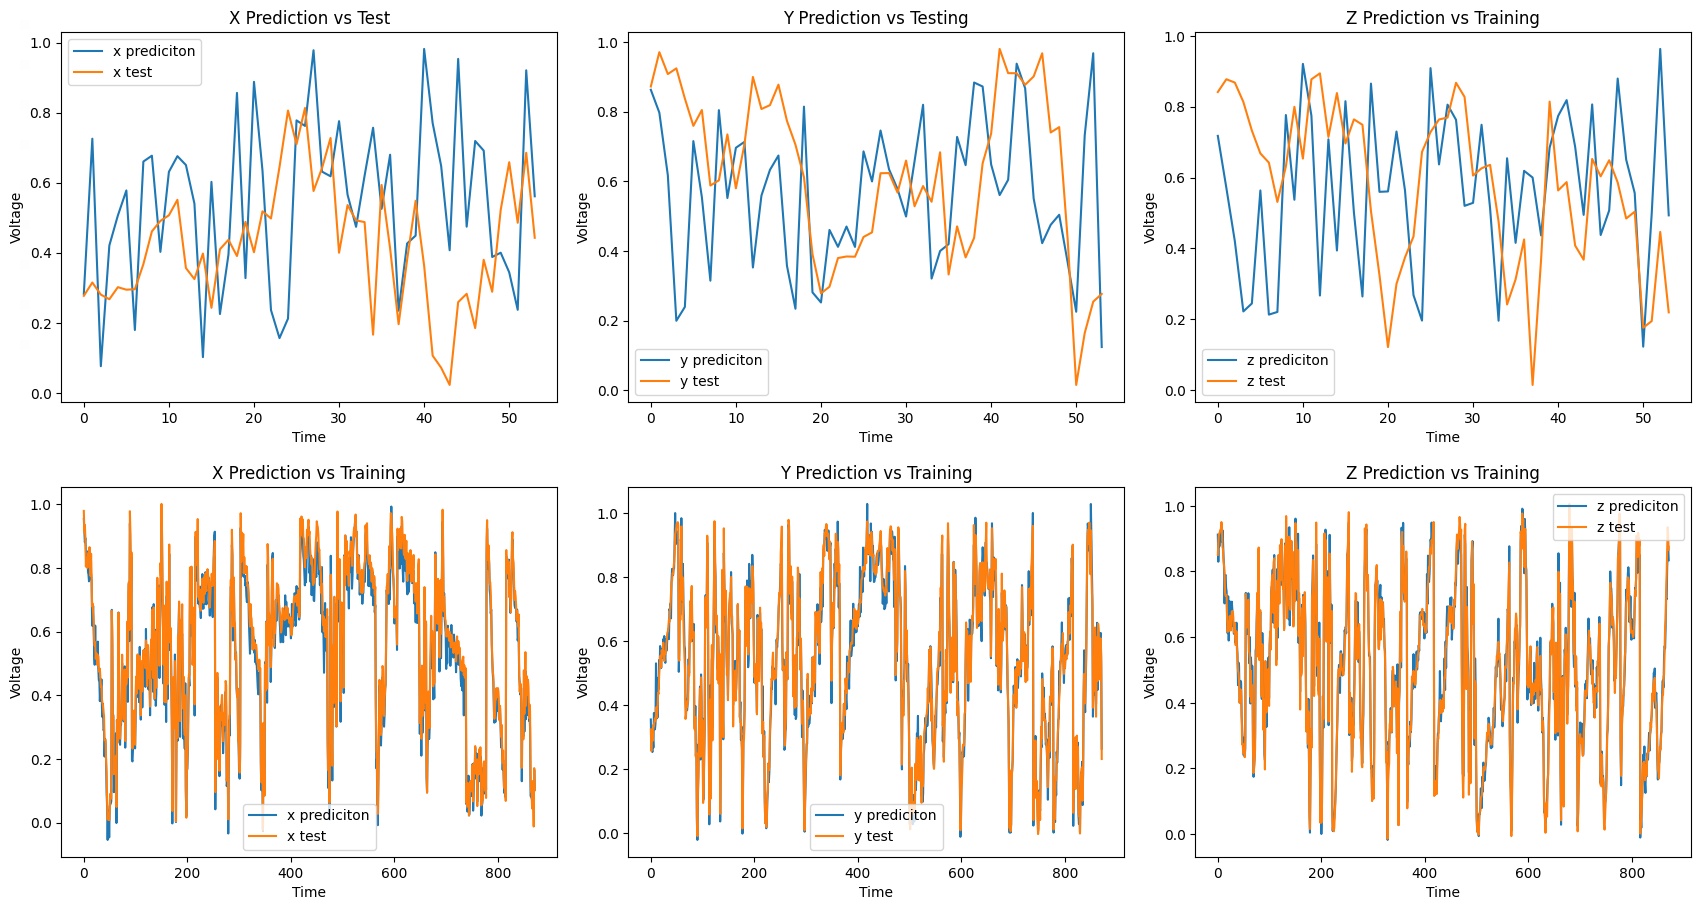 X Prediction vs Test
x prediciton
x test
Voltage
0.0
0.2
0.4
0.6
0.8
1.0
0 10 20 30 40 50
Time
Y Prediction vs Testing
y prediciton
y test
Voltage
0.0
0.2
0.4
0.6
0.8
1.0
0 10 20 30 40 50
Time
Z Prediction vs Training
z prediciton
z test
Voltage
0.0
0.2
0.4
0.6
0.8
1.0
0 10 20 30 40 50
Time
X Prediction vs Training
x prediciton
x test
Voltage
0.0
0.2
0.4
0.6
0.8
1.0
0 200 400 600 800
Time
Y Prediction vs Training
y prediciton
y test
Voltage
0.0
0.2
0.4
0.6
0.8
1.0
0 200 400 600 800
Time
Z Prediction vs Training
z prediciton
z test
Voltage
0.0
0.2
0.4
0.6
0.8
1.0
0 200 400 600 800
Time